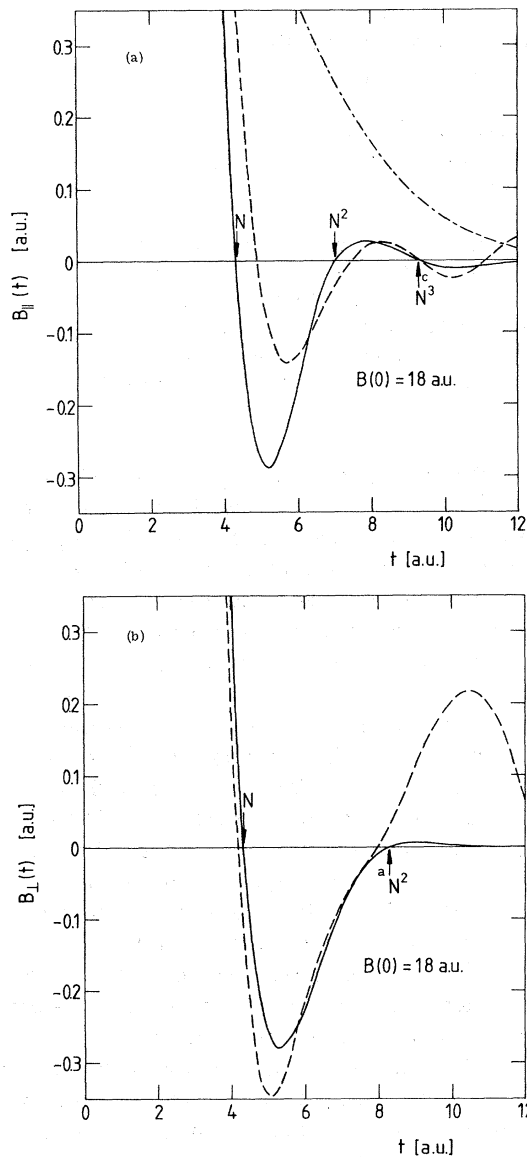 (a)
0.3
0.2
0.1
0
-0.1
-0.2
-0.3
B∥(t) [a.u.]
N
N²
c
N³
B(0) = 18 a.u.
0 2 4 6 8 10 12
t [a.u.]
(b)
0.3
0.2
0.1
0
-0.1
-0.2
-0.3
B⊥(t) [a.u.]
N
a
N²
B(0) = 18 a.u.
0 2 4 6 8 10 12
t [a.u.]